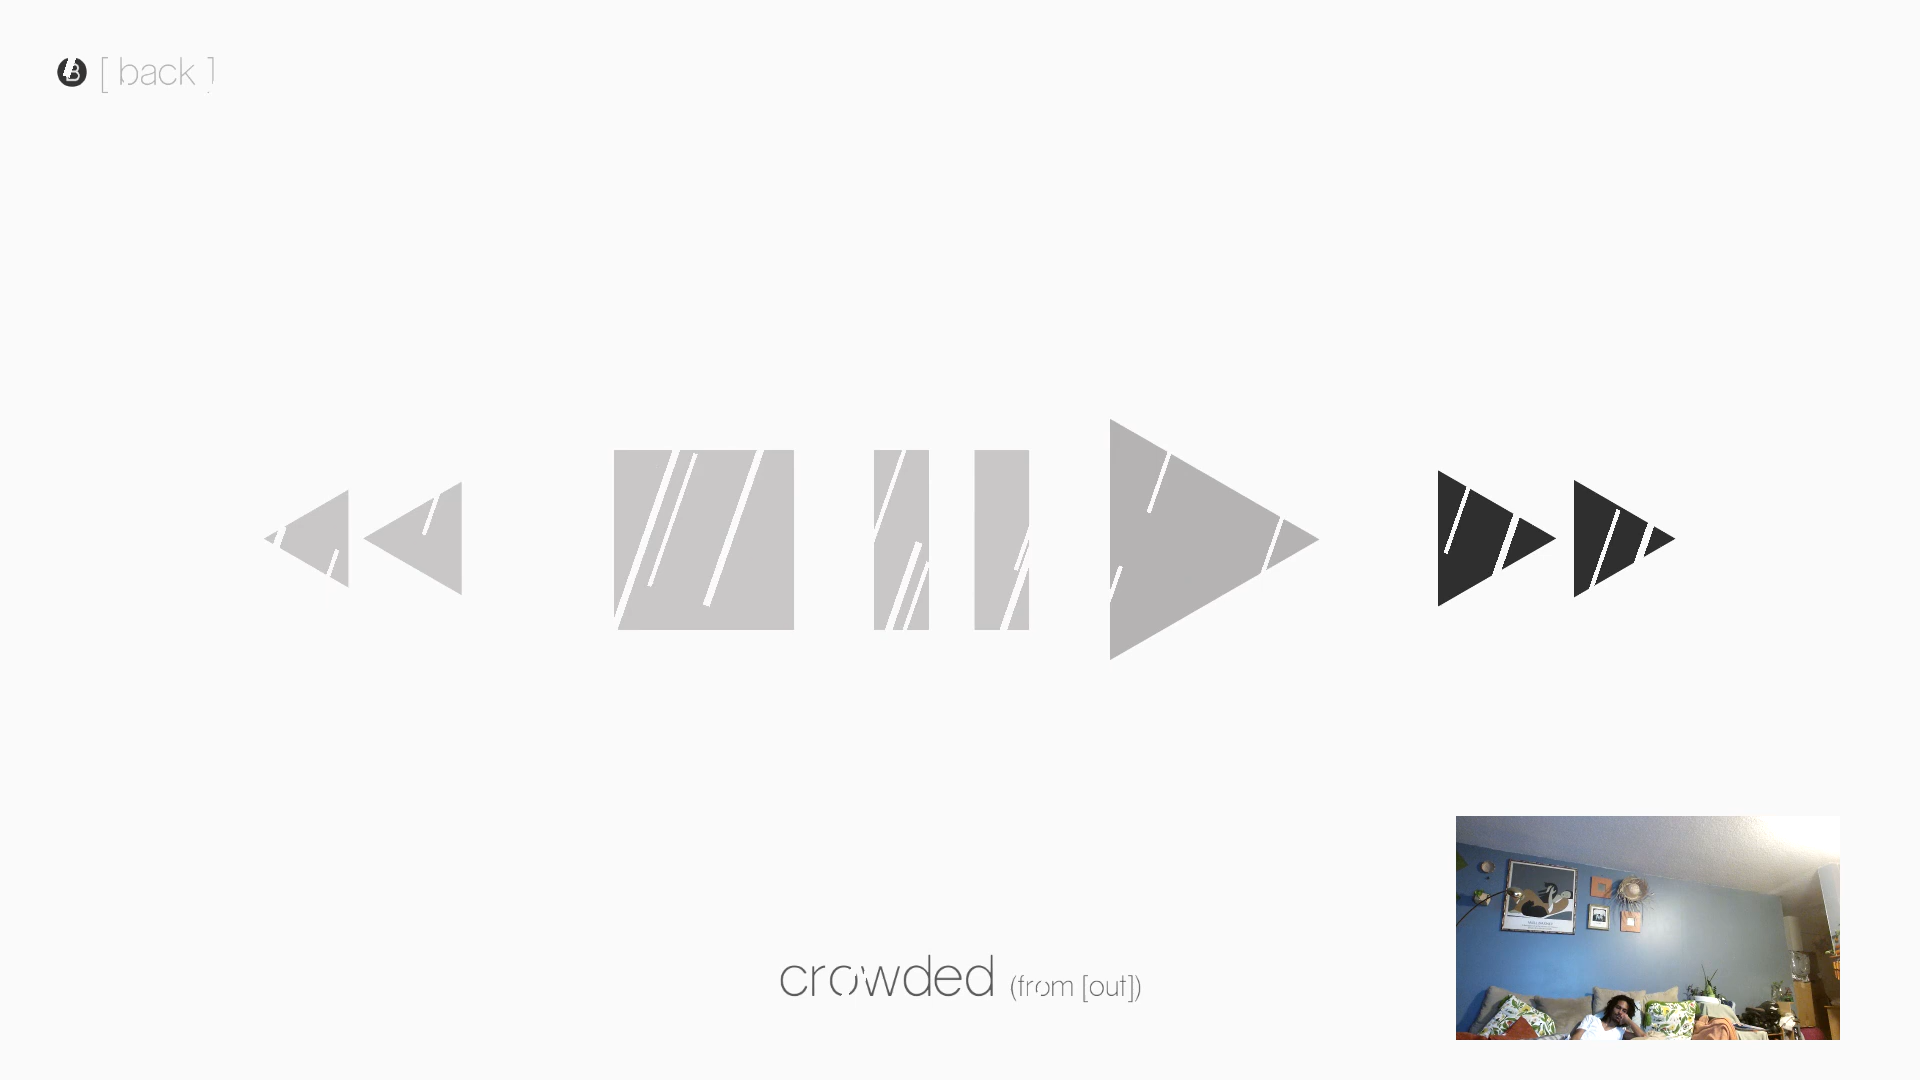 B [ back ]
crowded (from [out])